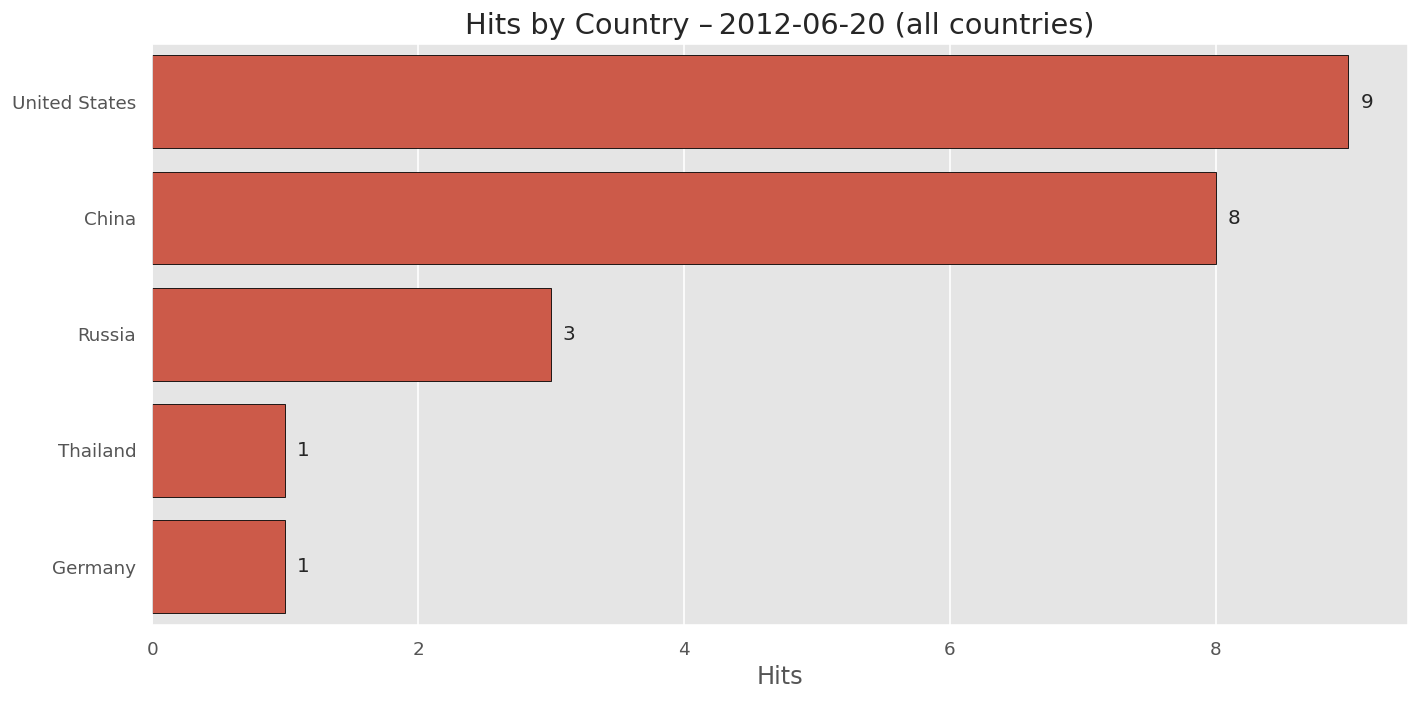 Hits by Country – 2012-06-20 (all countries)
United States 9
China 8
Russia 3
Thailand 1
Germany 1
0 2 4 6 8
Hits